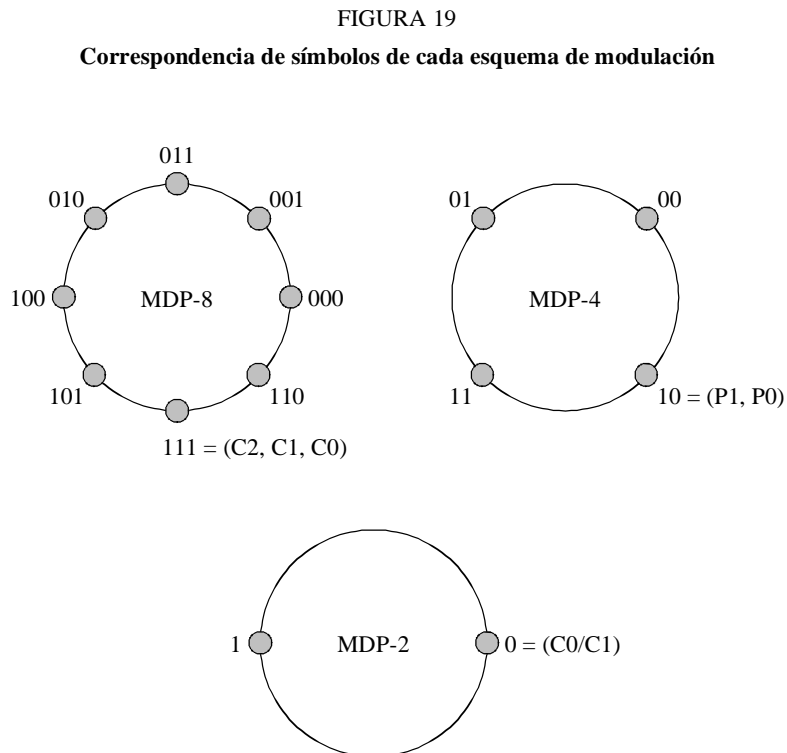 FIGURA 19
Correspondencia de símbolos de cada esquema de modulación
011
010
001
100
MDP-8
000
101
110
111 = (C2, C1, C0)
01
00
MDP-4
11
10 = (P1, P0)
1
MDP-2
0 = (C0/C1)